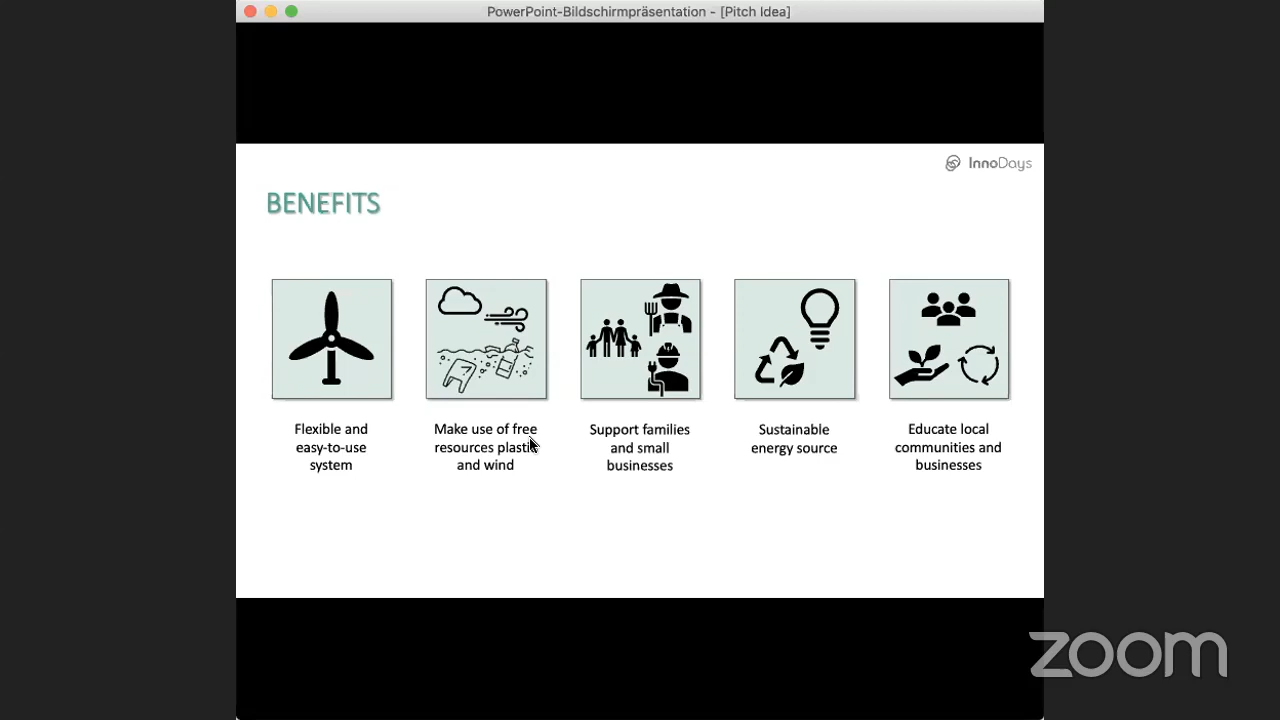 PowerPoint-Bildschirmpräsentation - [Pitch Idea]
InnoDays
BENEFITS
Flexible and
easy-to-use
system
Make use of free
resources plastic
and wind
Support families
and small
businesses
Sustainable
energy source
Educate local
communities and
businesses
zoom